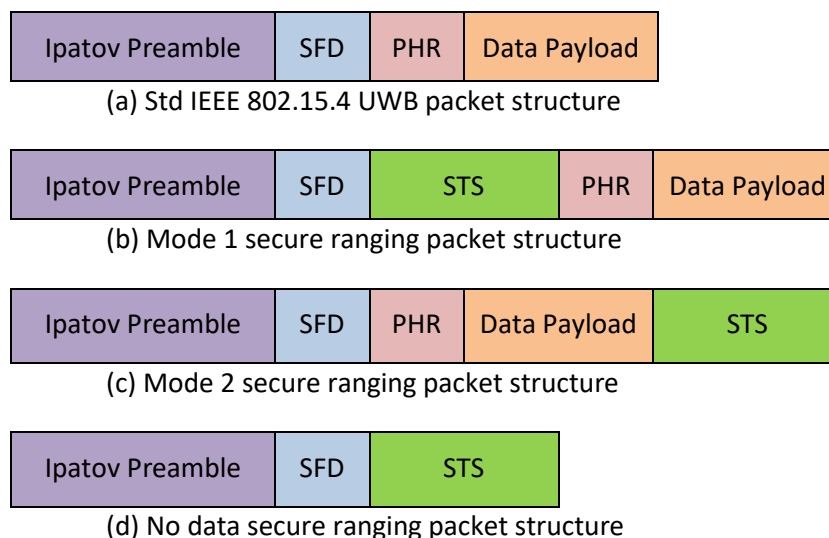 Ipatov Preamble SFD PHR Data Payload
(a) Std IEEE 802.15.4 UWB packet structure
Ipatov Preamble SFD STS PHR Data Payload
(b) Mode 1 secure ranging packet structure
Ipatov Preamble SFD PHR Data Payload STS
(c) Mode 2 secure ranging packet structure
Ipatov Preamble SFD STS
(d) No data secure ranging packet structure